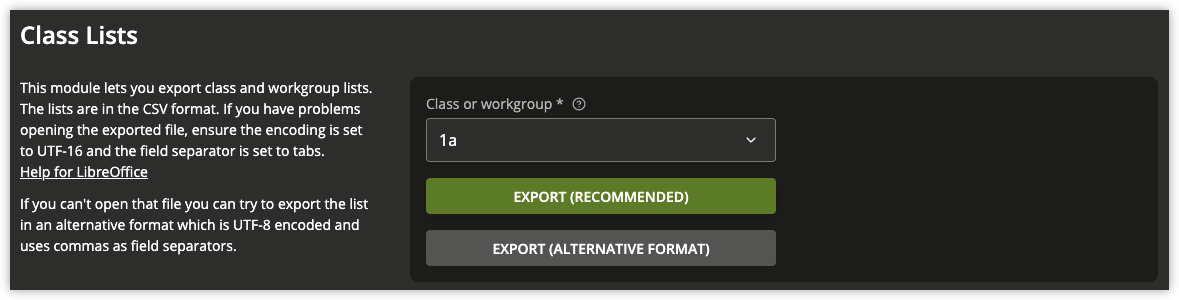 Class Lists
This module lets you export class and workgroup lists.
The lists are in the CSV format. If you have problems
opening the exported file, ensure the encoding is set
to UTF-16 and the field separator is set to tabs.
Help for LibreOffice
If you can't open that file you can try to export the list
in an alternative format which is UTF-8 encoded and
uses commas as field separators.
Class or workgroup * ?
1a
EXPORT (RECOMMENDED)
EXPORT (ALTERNATIVE FORMAT)